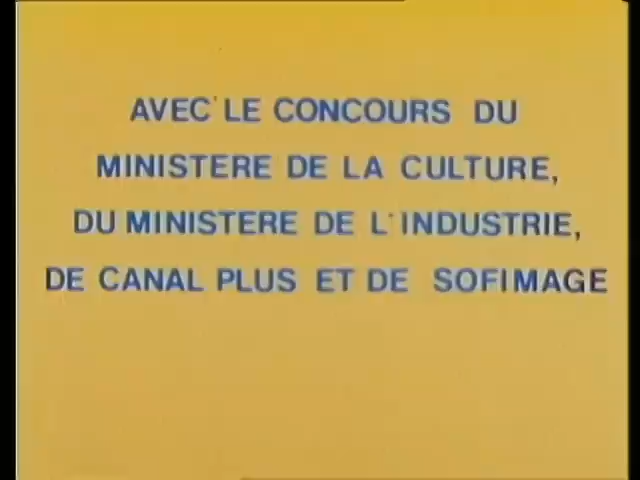 AVEC LE CONCOURS DU
MINISTERE DE LA CULTURE,
DU MINISTERE DE L'INDUSTRIE,
DE CANAL PLUS ET DE SOFIMAGE